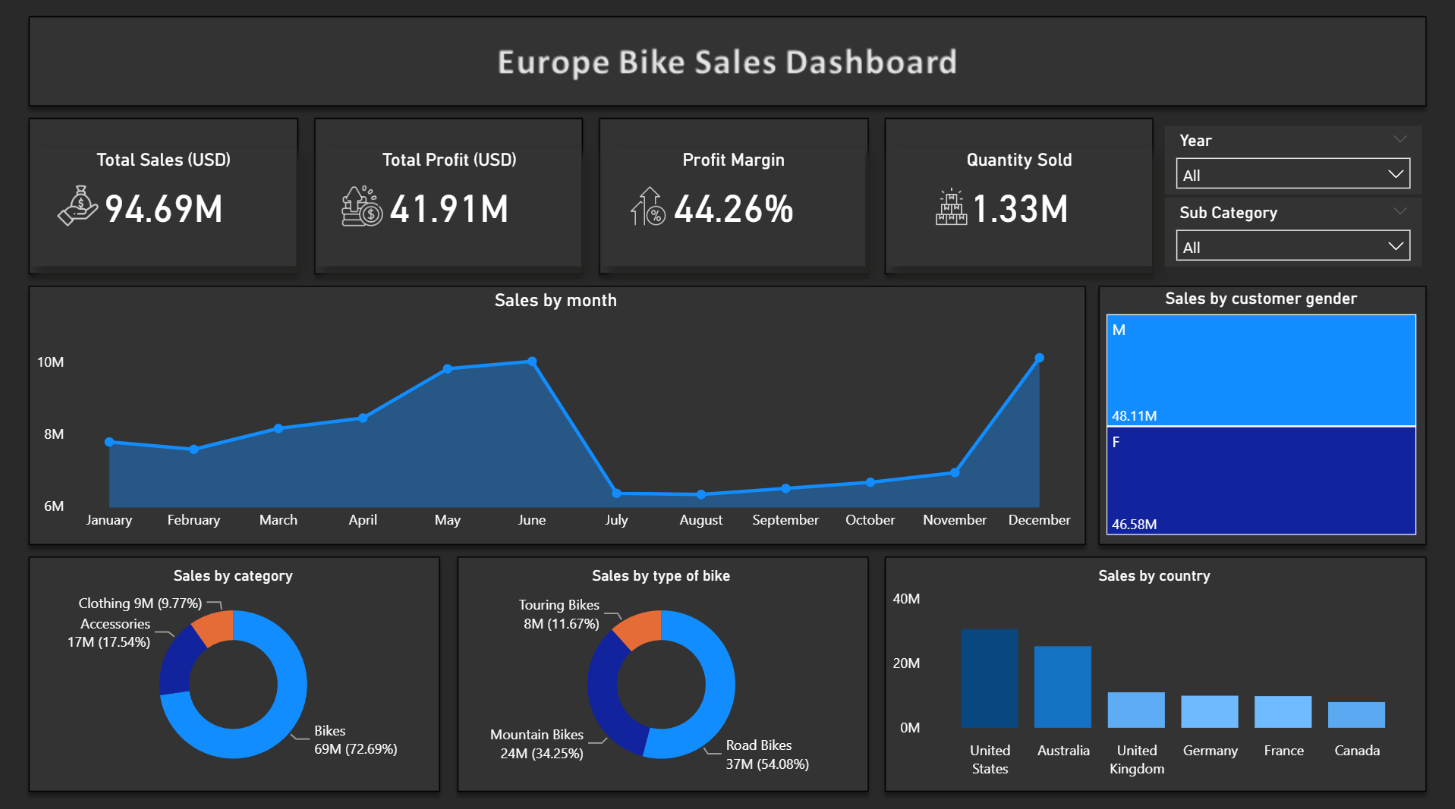 Europe Bike Sales Dashboard
Total Sales (USD)
94.69M
Total Profit (USD)
41.91M
Profit Margin
44.26%
Quantity Sold
1.33M
Year
All
Sub Category
All
Sales by month
10M
8M
6M
January February March April May June July August September October November December
Sales by customer gender
M
48.11M
F
46.58M
Sales by category
Clothing 9M (9.77%)
Accessories
17M (17.54%)
Bikes
69M (72.69%)
Sales by type of bike
Touring Bikes
8M (11.67%)
Mountain Bikes
24M (34.25%)
Road Bikes
37M (54.08%)
Sales by country
40M
20M
0M
United
States
Australia
United
Kingdom
Germany
France
Canada